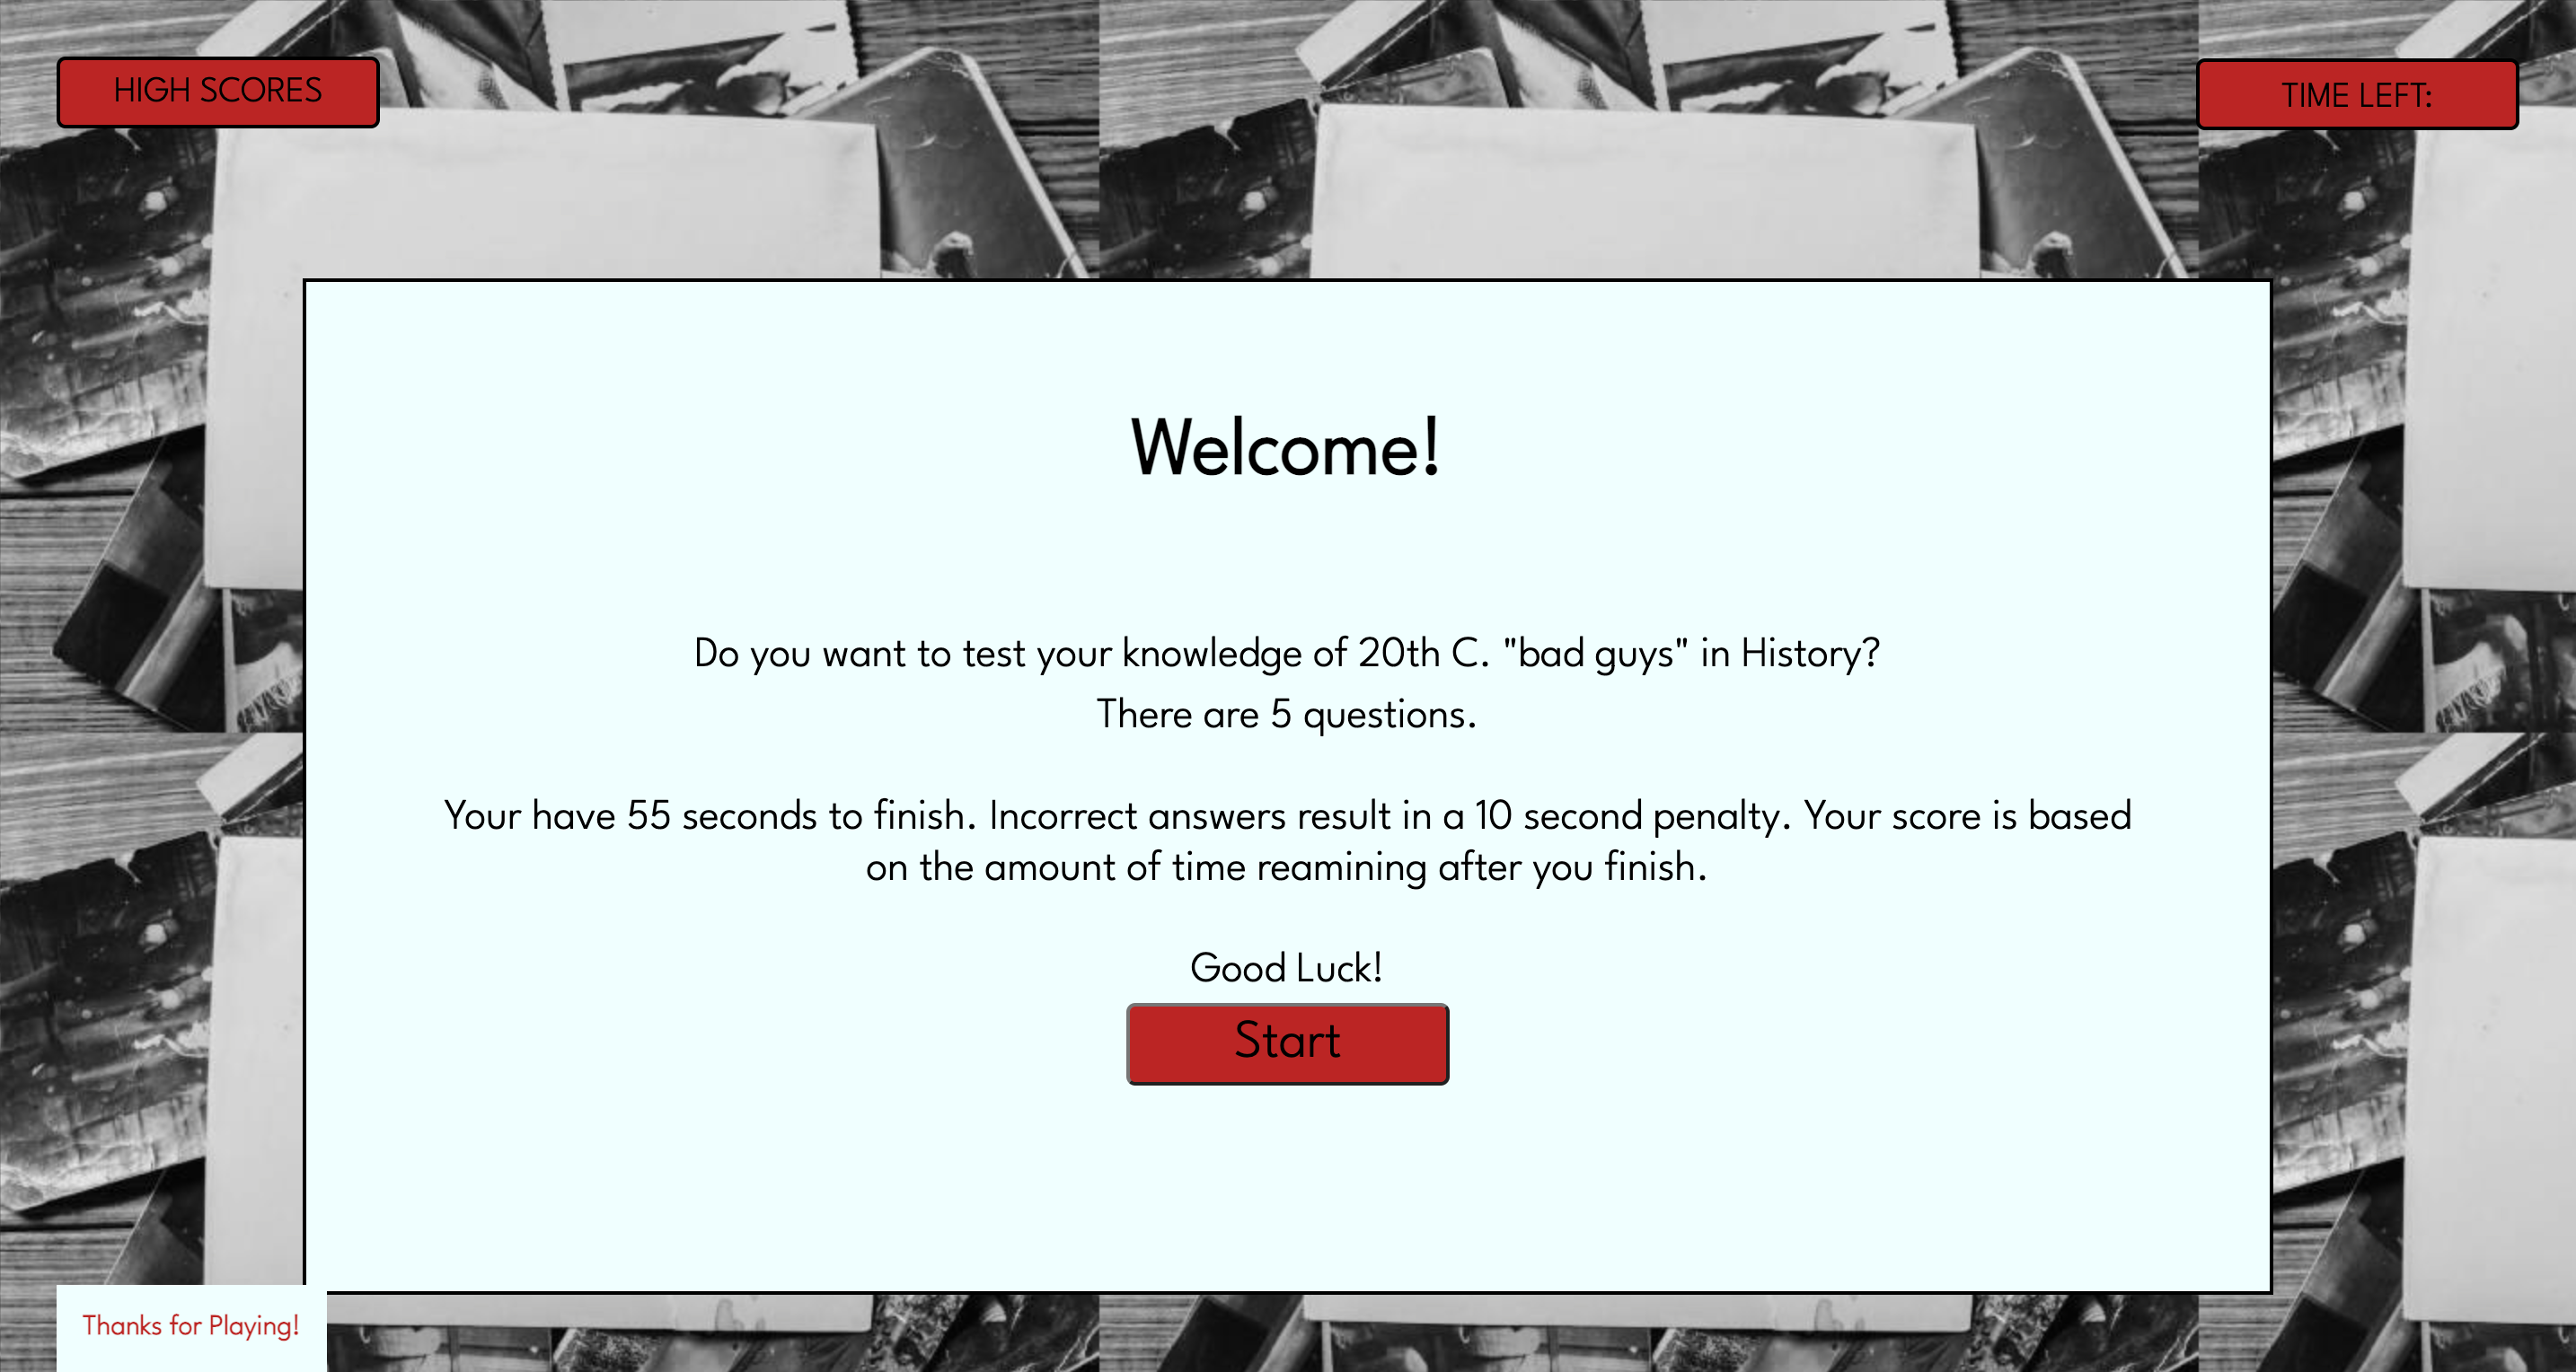 HIGH SCORES
TIME LEFT:
Welcome!
Do you want to test your knowledge of 20th C. "bad guys" in History?
There are 5 questions.
Your have 55 seconds to finish. Incorrect answers result in a 10 second penalty. Your score is based
on the amount of time reamining after you finish.
Good Luck!
Start
Thanks for Playing!